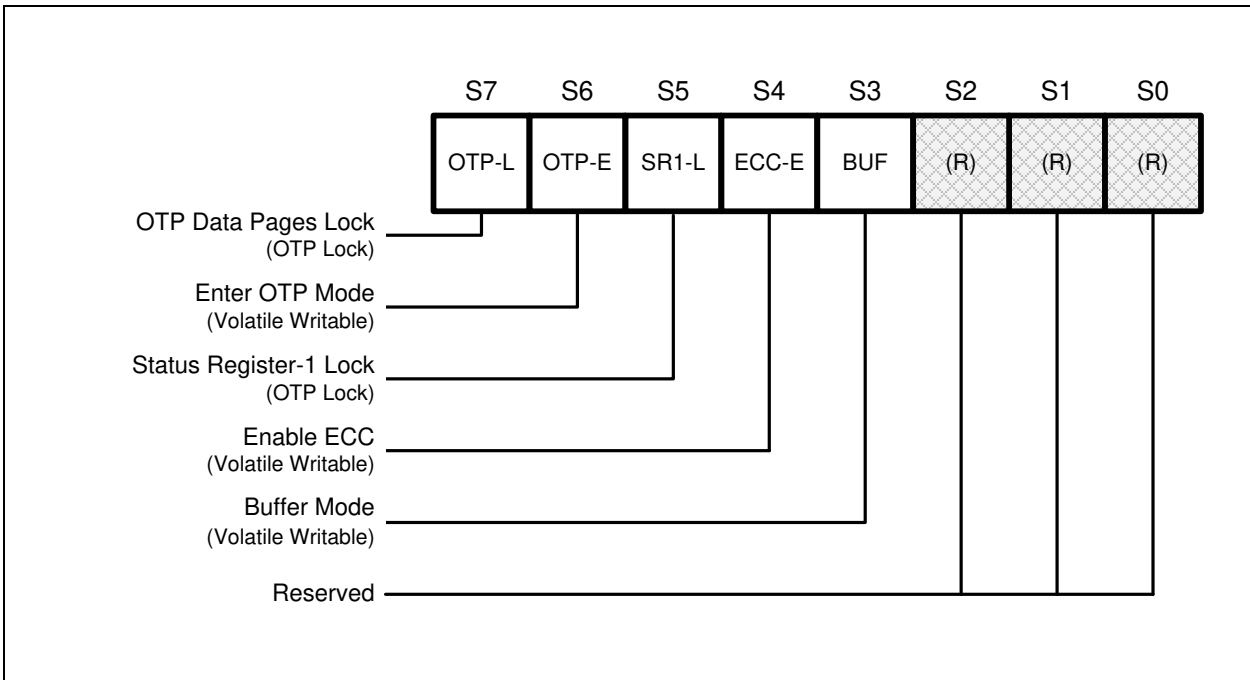 S7 S6 S5 S4 S3 S2 S1 S0
OTP-L OTP-E SR1-L ECC-E BUF (R) (R) (R)
OTP Data Pages Lock
(OTP Lock)
Enter OTP Mode
(Volatile Writable)
Status Register-1 Lock
(OTP Lock)
Enable ECC
(Volatile Writable)
Buffer Mode
(Volatile Writable)
Reserved